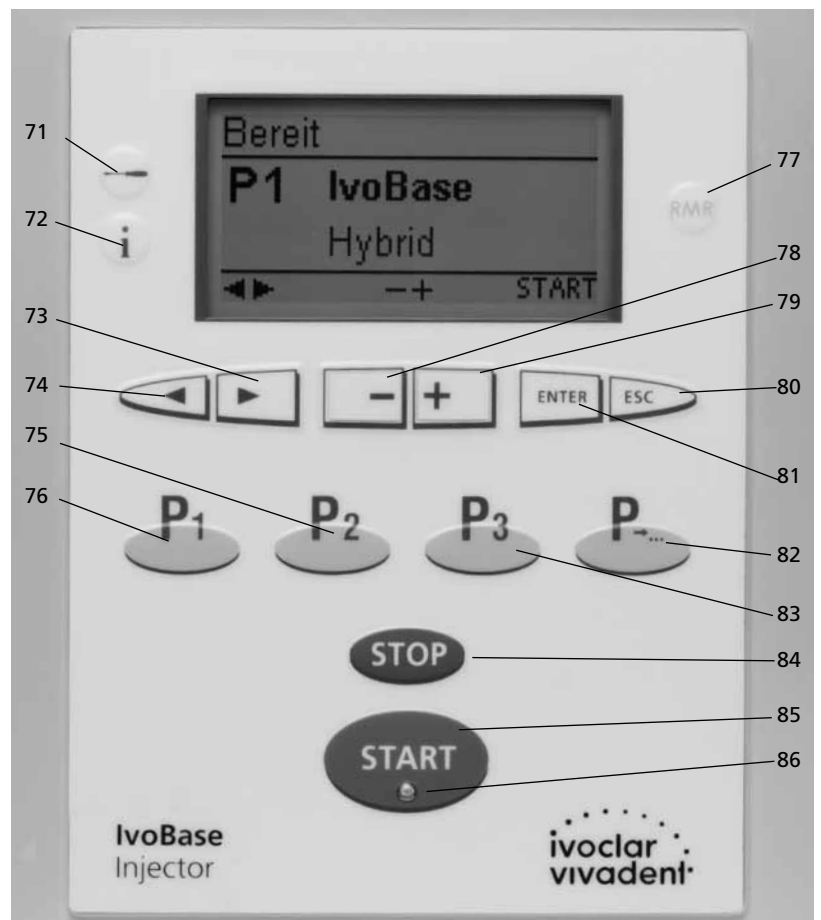 Bereit
P1 IvoBase
Hybrid
◀▶ −+ START
71
72
73
74
75
76
77
78
79
80
81
82
83
84
85
86
i
RMR
◀ ▶ − + ENTER ESC
P1 P2 P3 P→...
STOP
START
IvoBase
Injector
ivoclar
vivadent